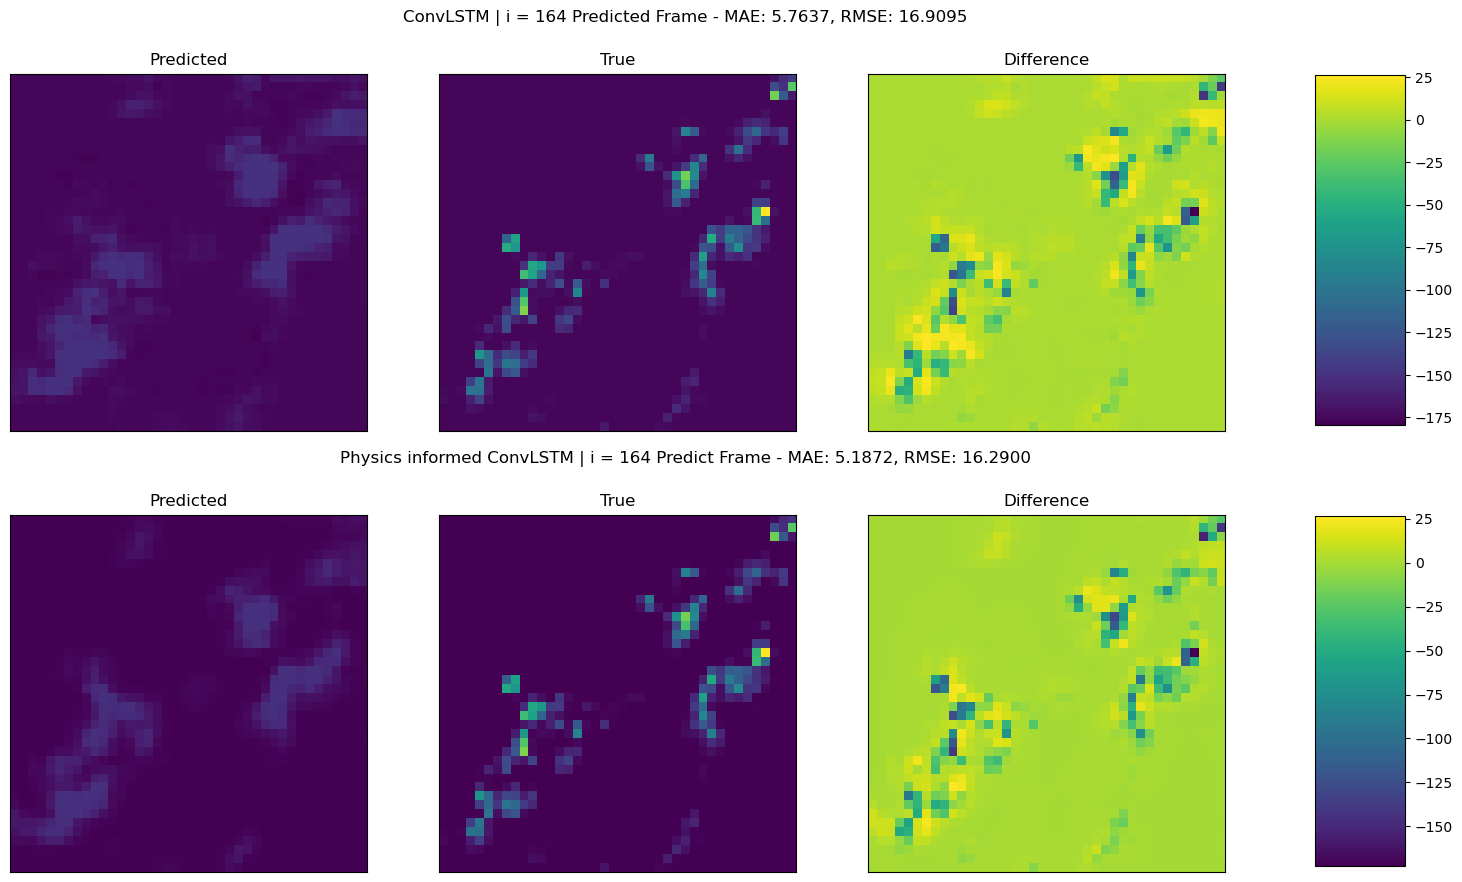 ConvLSTM | i = 164 Predicted Frame - MAE: 5.7637, RMSE: 16.9095
Predicted
True
Difference
25
0
−25
−50
−75
−100
−125
−150
−175
Physics informed ConvLSTM | i = 164 Predict Frame - MAE: 5.1872, RMSE: 16.2900
Predicted
True
Difference
25
0
−25
−50
−75
−100
−125
−150